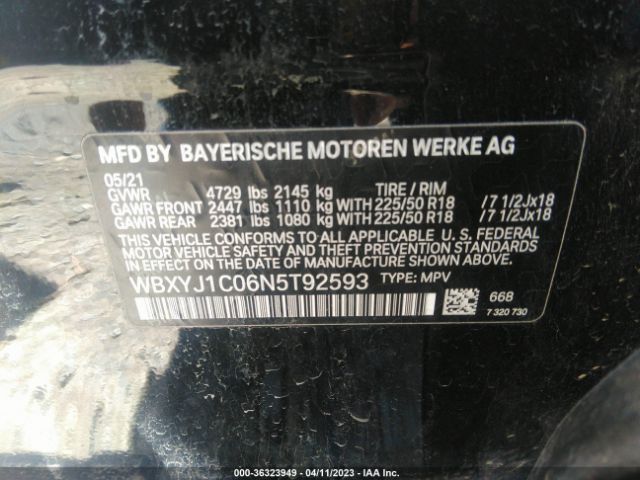 MFD BY BAYERISCHE MOTOREN WERKE AG
05/21
GVWR 4729 lbs 2145 kg TIRE / RIM
GAWR FRONT 2447 lbs 1110 kg WITH 225/50 R18 / 7 1/2Jx18
GAWR REAR 2381 lbs 1080 kg WITH 225/50 R18 / 7 1/2Jx18
THIS VEHICLE CONFORMS TO ALL APPLICABLE U. S. FEDERAL
MOTOR VEHICLE SAFETY AND THEFT PREVENTION STANDARDS
IN EFFECT ON THE DATE OF MANUFACTURE SHOWN ABOVE.
WBXYJ1C06N5T92593 TYPE: MPV
668
7 320 730
000-36323949 - 04/11/2023 - IAA Inc.